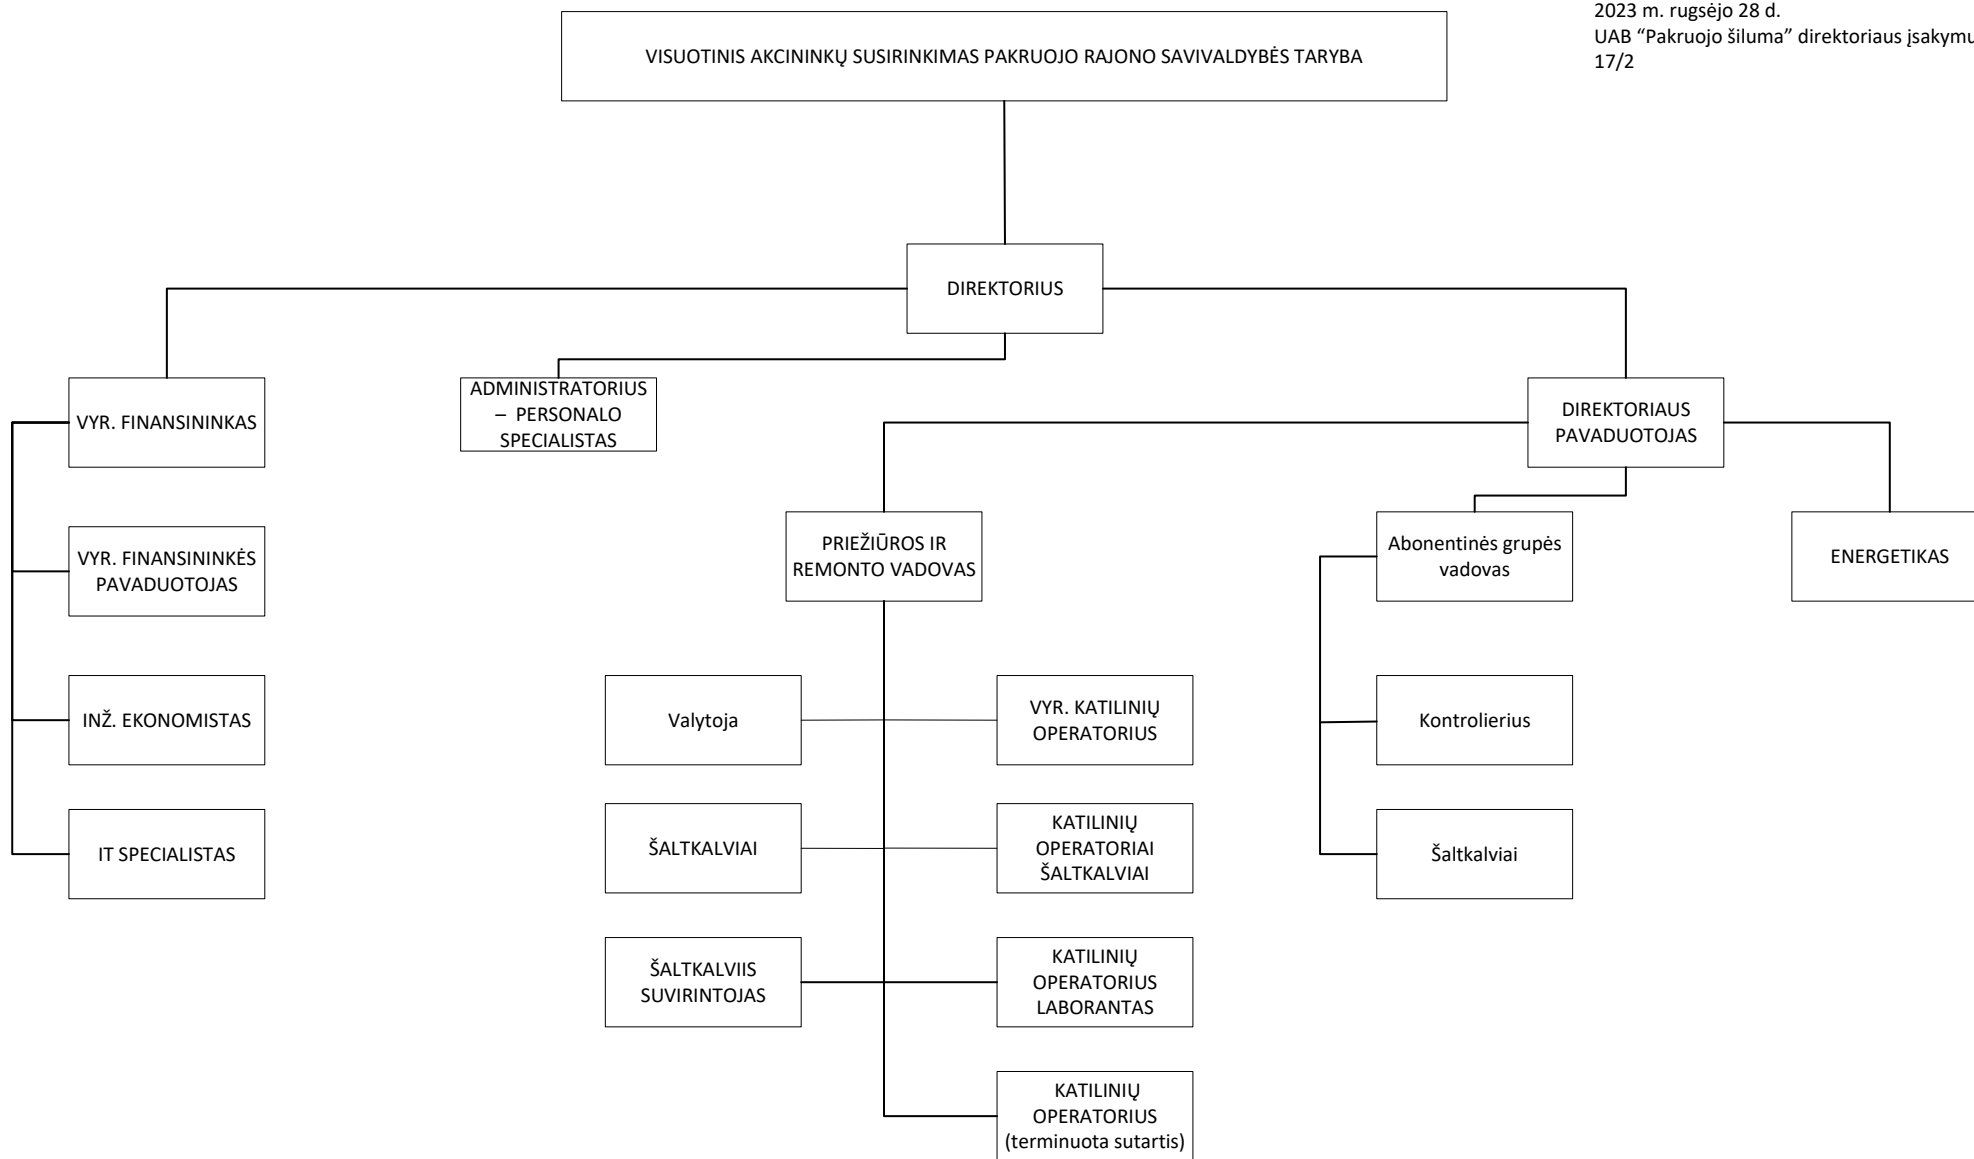 2023 m. rugsėjo 28 d.
UAB “Pakruojo šiluma” direktoriaus įsakymu
17/2
VISUOTINIS AKCININKŲ SUSIRINKIMAS PAKRUOJO RAJONO SAVIVALDYBĖS TARYBA
DIREKTORIUS
VYR. FINANSININKAS
ADMINISTRATORIUS
– PERSONALO
SPECIALISTAS
DIREKTORIAUS
PAVADUOTOJAS
VYR. FINANSININKĖS
PAVADUOTOJAS
PRIEŽIŪROS IR
REMONTO VADOVAS
Abonentinės grupės
vadovas
ENERGETIKAS
INŽ. EKONOMISTAS
Valytoja
VYR. KATILINIŲ
OPERATORIUS
Kontrolierius
IT SPECIALISTAS
ŠALTKALVIAI
KATILINIŲ
OPERATORIAI
ŠALTKALVIAI
Šaltkalviai
ŠALTKALVIIS
SUVIRINTOJAS
KATILINIŲ
OPERATORIUS
LABORANTAS
KATILINIŲ
OPERATORIUS
(terminuota sutartis)